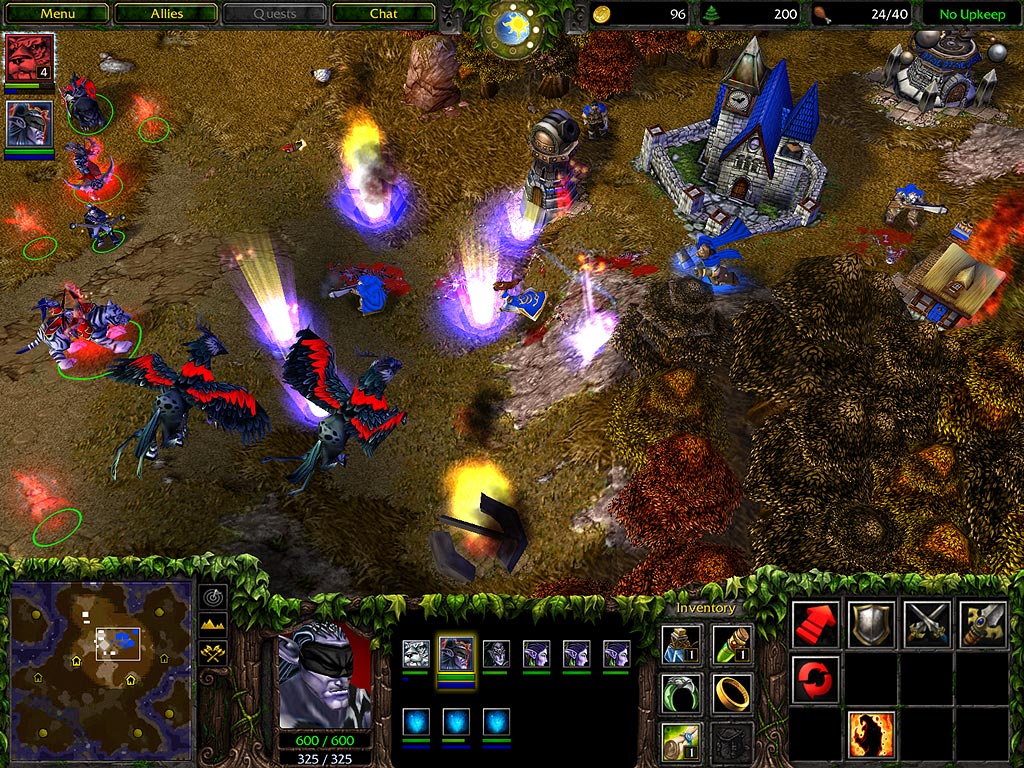 Menu
Allies
Quests
Chat
96
200
24/40
No Upkeep
4
Inventory
1
1
1
600 / 600
325 / 325